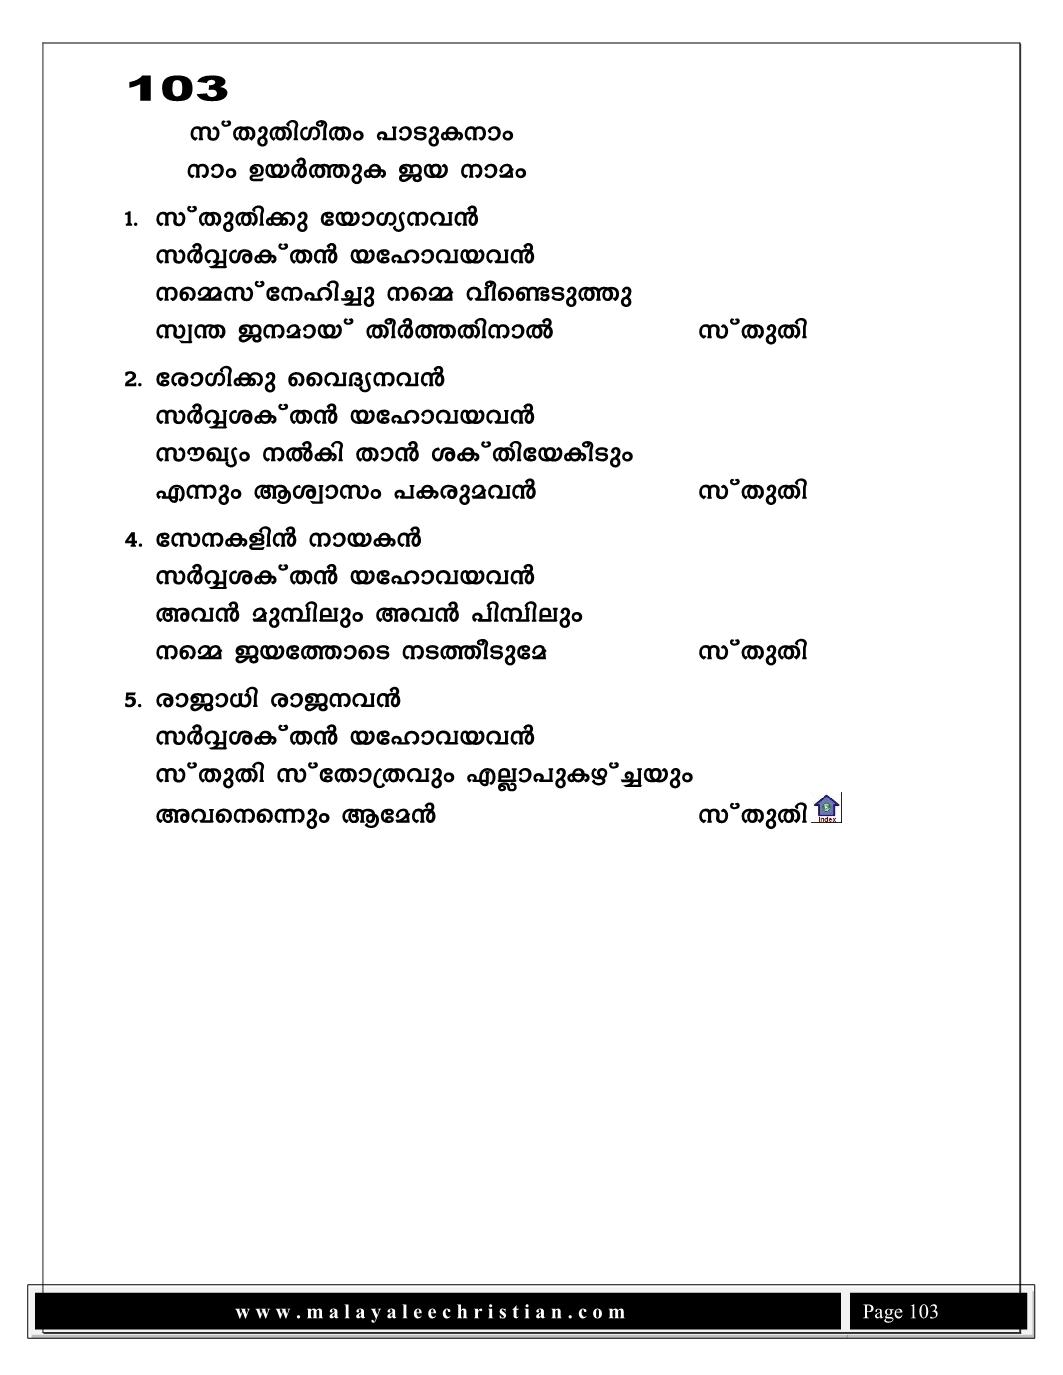 103
സ്തുതിഗീതം പാടുകനാം
നാം ഉയർത്തുക ജയ നാമം
1. സ്തുതിക്കു യോഗ്യനവൻ
സർവ്വശക്തൻ യഹോവയവൻ
നമ്മെസ്നേഹിച്ചു നമ്മെ വീണ്ടെടുത്തു
സ്വന്ത ജനമായ് തീർത്തതിനാൽ സ്തുതി
2. രോഗിക്കു വൈദ്യനവൻ
സർവ്വശക്തൻ യഹോവയവൻ
സൗഖ്യം നൽകി താൻ ശക്തിയേകീടും
എന്നും ആശ്വാസം പകരുമവൻ സ്തുതി
4. സേനകളിൻ നായകൻ
സർവ്വശക്തൻ യഹോവയവൻ
അവൻ മുമ്പിലും അവൻ പിമ്പിലും
നമ്മെ ജയത്തോടെ നടത്തീടുമേ സ്തുതി
5. രാജാധി രാജനവൻ
സർവ്വശക്തൻ യഹോവയവൻ
സ്തുതി സ്തോത്രവും എല്ലാപുകഴ്ച്ചയും
അവനെന്നെന്നും ആമേൻ സ്തുതി
Index
www.malayaleechristian.com Page 103